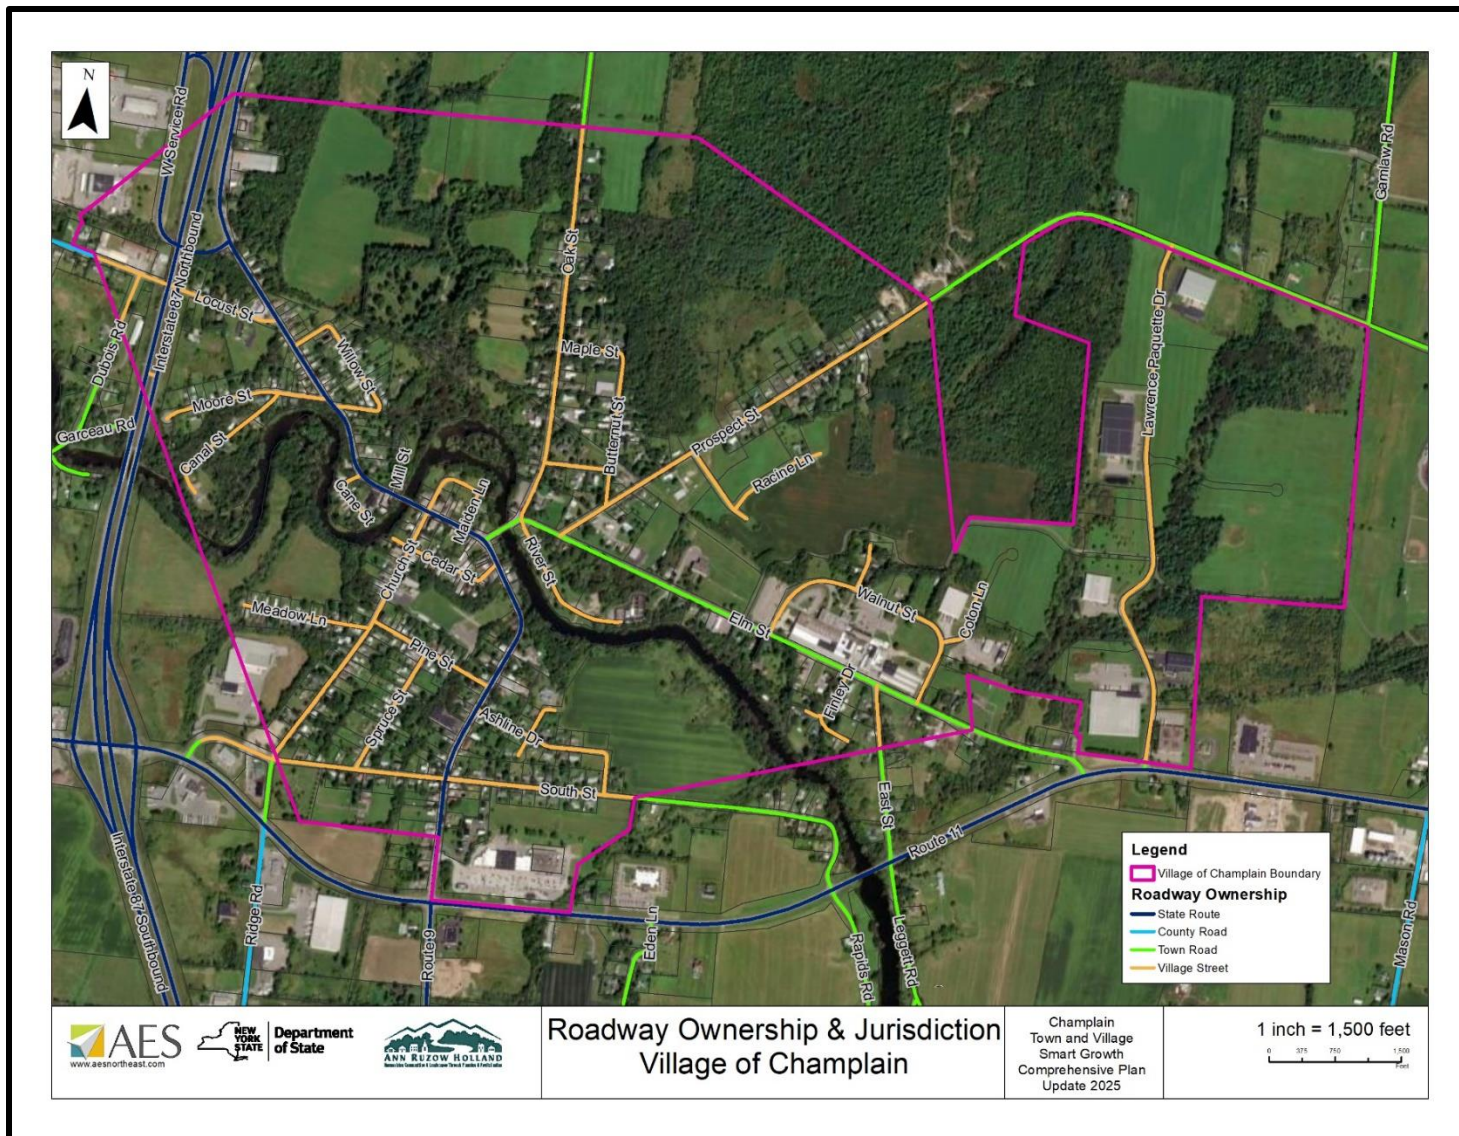 N
W Service Rd
Interstate 87 Northbound
Oak St
Gamlaw Rd
Locust St
Dubois Rd
Willow St
Maple St
Lawrence Paquette Dr
Moore St
Butternut St
Prospect St
Garceau Rd
Canal St
Mill St
Racine Ln
Cane St
Maiden Ln
Church St
Cedar St
River St
Walnut St
Coton Ln
Meadow Ln
Elm St
Pine St
Finley Dr
Spruce St
Ashline Dr
South St
East St
Route 11
Interstate 87 Southbound
Ridge Rd
Route 9
Eden Ln
Rapids Rd
Leggett Rd
Mason Rd
Legend
Village of Champlain Boundary
Roadway Ownership
State Route
County Road
Town Road
Village Street
AES
www.aesnortheast.com
NEW
YORK
STATE
Department
of State
ANN RUZOW HOLLAND
Roadway Ownership & Jurisdiction
Village of Champlain
Champlain
Town and Village
Smart Growth
Comprehensive Plan
Update 2025
1 inch = 1,500 feet
0 375 750 1,500
Feet